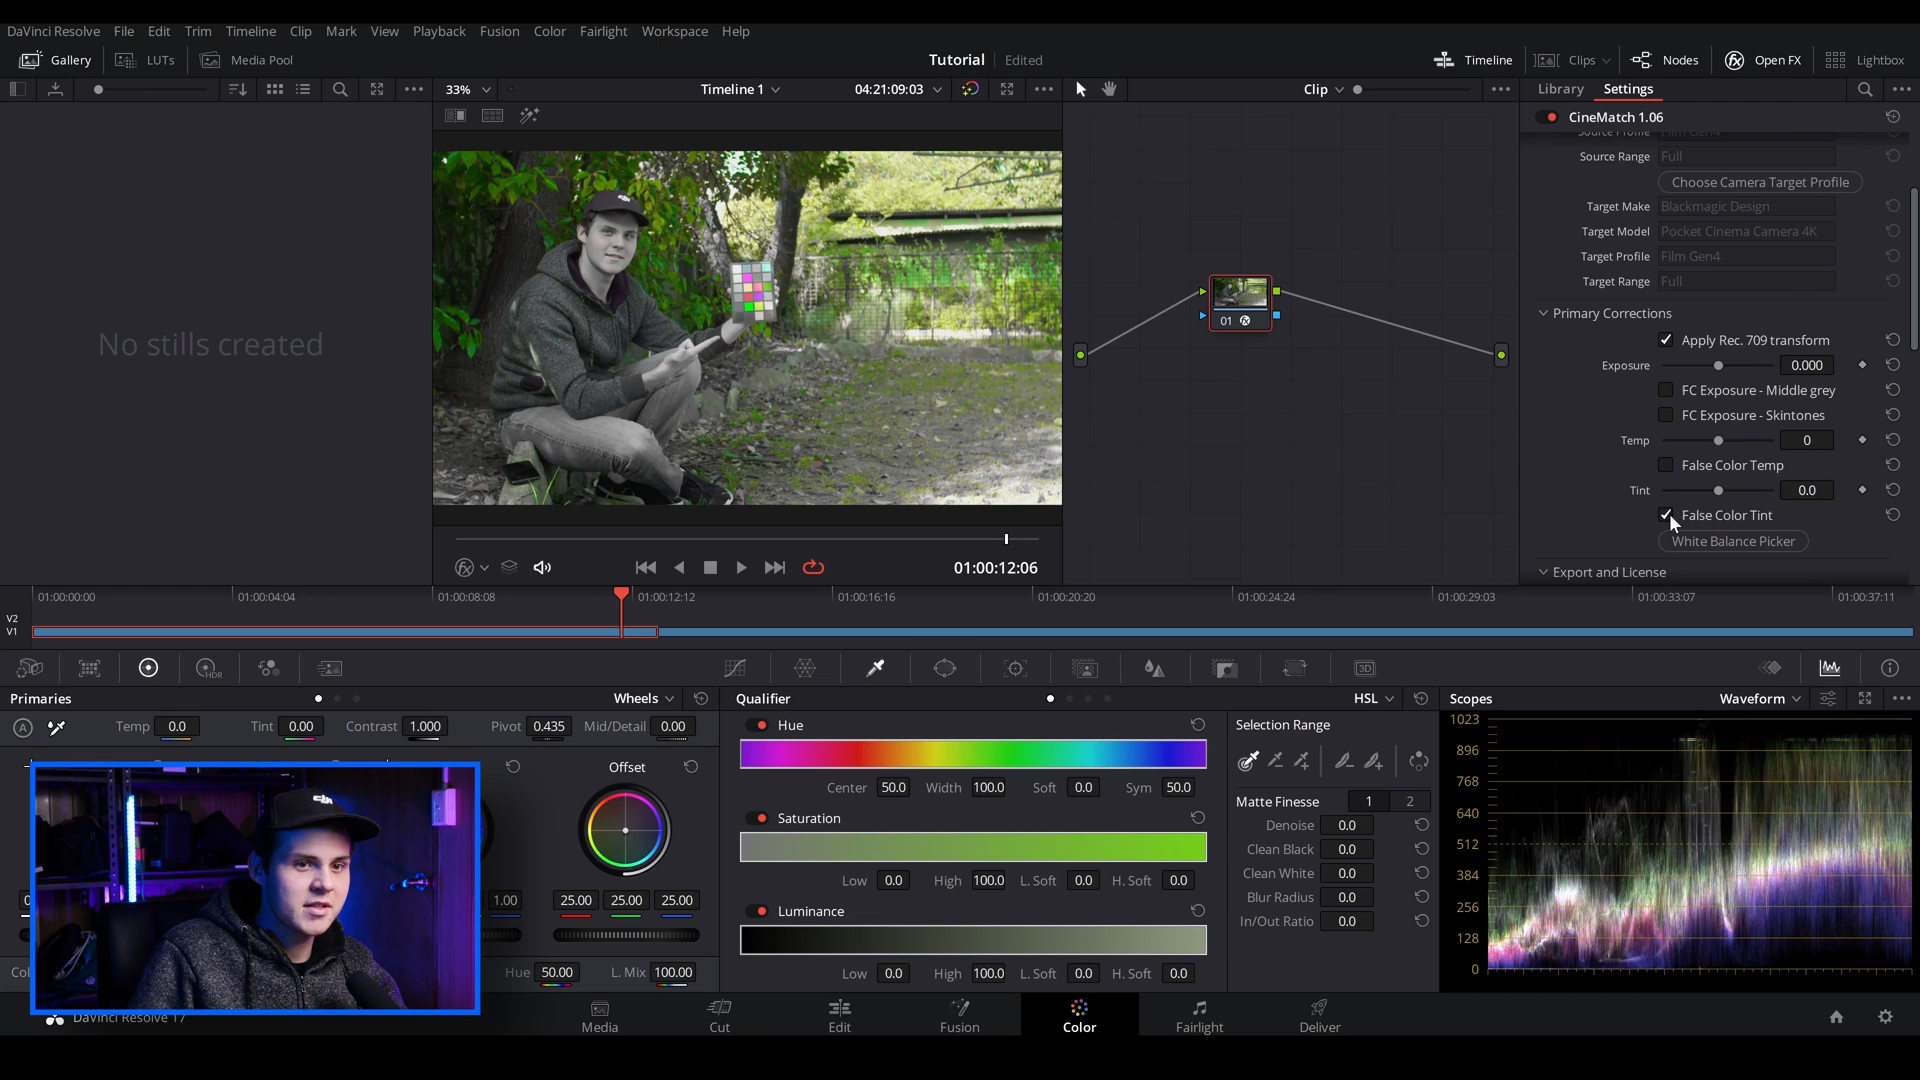 DaVinci Resolve File Edit Trim Timeline Clip Mark View Playback Fusion Color Fairlight Workspace Help
Gallery LUTs Media Pool Tutorial Edited Timeline Clips Nodes Open FX Lightbox
33% Timeline 1 04:21:09:03 Clip Library Settings
CineMatch 1.06
Source Profile Film Gen4
Source Range Full
Choose Camera Target Profile
Target Make Blackmagic Design
Target Model Pocket Cinema Camera 4K
Target Profile Film Gen4
Target Range Full
Primary Corrections
Apply Rec. 709 transform
Exposure 0.000
FC Exposure - Middle grey
FC Exposure - Skintones
Temp 0
False Color Temp
Tint 0.0
False Color Tint
White Balance Picker
Export and License
No stills created
01
01:00:12:06
01:00:00:00 01:00:04:04 01:00:08:08 01:00:12:12 01:00:16:16 01:00:20:20 01:00:24:24 01:00:29:03 01:00:33:07 01:00:37:11
V2
V1
HDR 3D
Primaries Wheels
A Temp 0.0 Tint 0.00 Contrast 1.000 Pivot 0.435 Mid/Detail 0.00
Offset
1.00 25.00 25.00 25.00
Hue 50.00 L. Mix 100.00
Qualifier HSL
Hue
Center 50.0 Width 100.0 Soft 0.0 Sym 50.0
Saturation
Low 0.0 High 100.0 L. Soft 0.0 H. Soft 0.0
Luminance
Low 0.0 High 100.0 L. Soft 0.0 H. Soft 0.0
Selection Range
Matte Finesse 1 2
Denoise 0.0
Clean Black 0.0
Clean White 0.0
Blur Radius 0.0
In/Out Ratio 0.0
Scopes Waveform
1023
896
768
640
512
384
256
128
0
dji
DaVinci Resolve 17
Media Cut Edit Fusion Color Fairlight Deliver